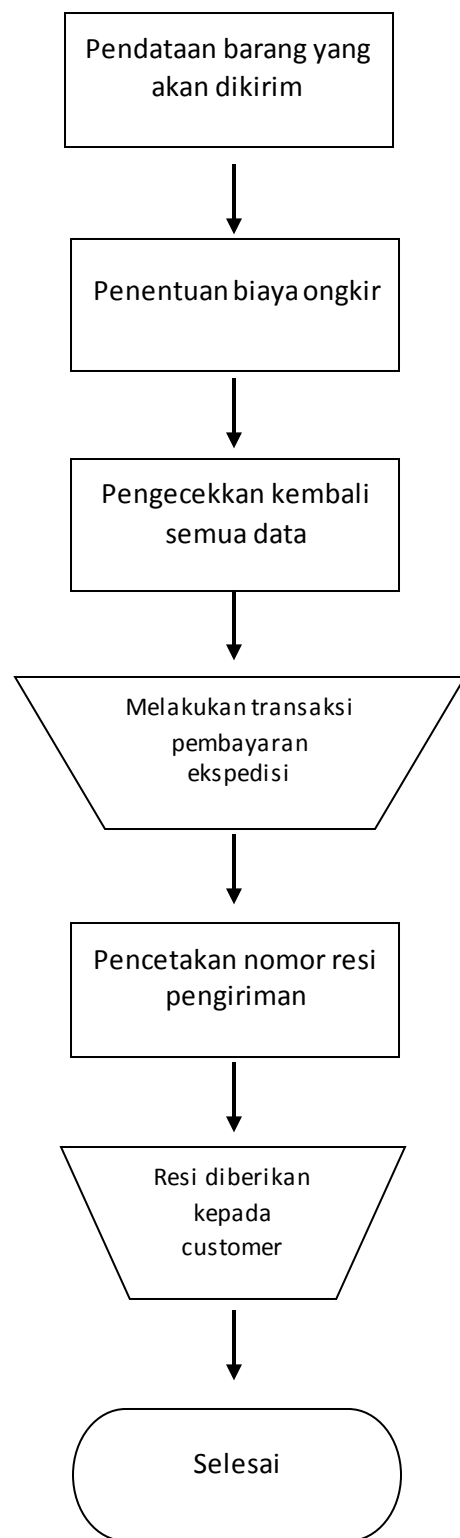 Pendataan barang yang
akan dikirim
Penentuan biaya ongkir
Pengecekkan kembali
semua data
Melakukan transaksi
pembayaran
ekspedisi
Pencetakan nomor resi
pengiriman
Resi diberikan
kepada
customer
Selesai